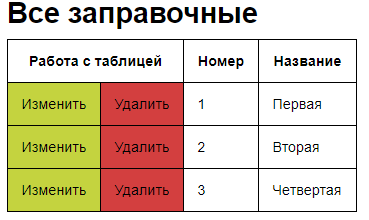 Все заправочные
Работа с таблицей Номер Название
Изменить Удалить 1 Первая
Изменить Удалить 2 Вторая
Изменить Удалить 3 Четвертая